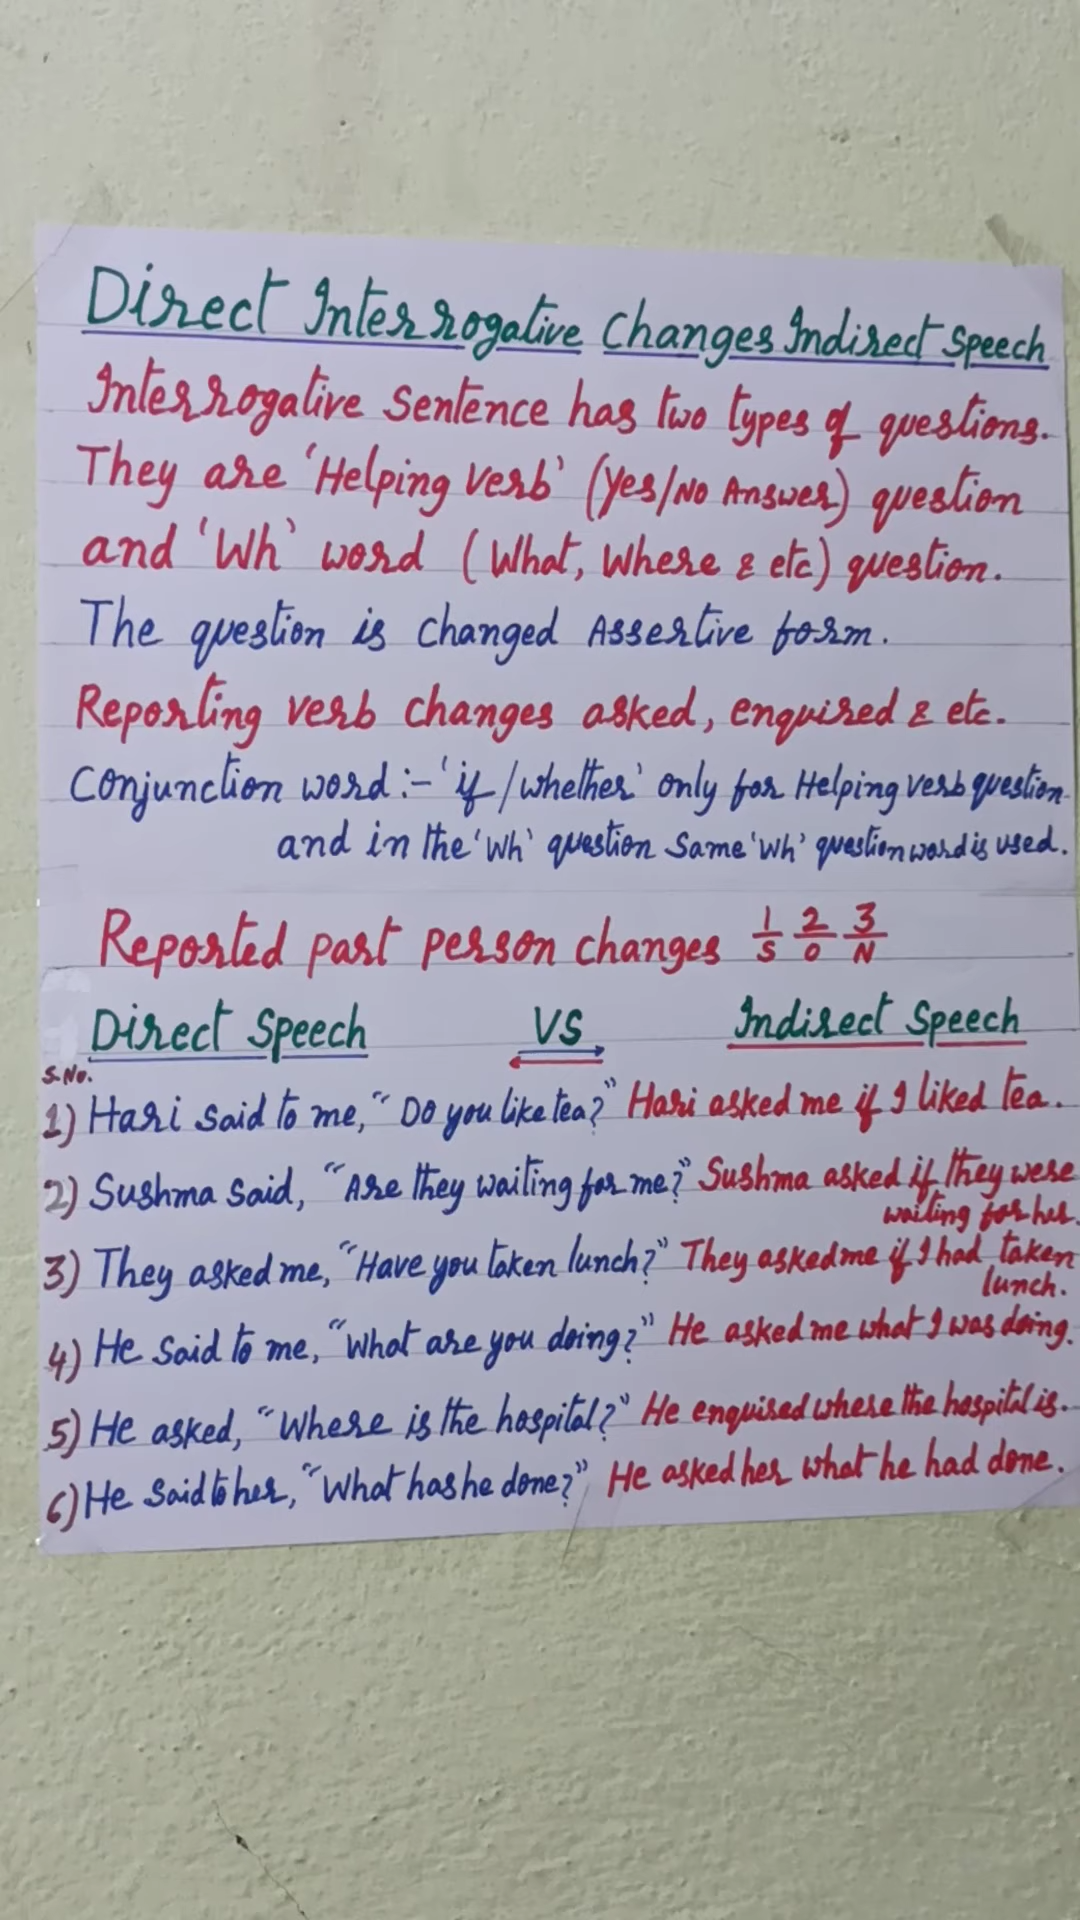 Direct Interrogative Changes Indirect Speech
Interrogative Sentence has two types of questions.
They are 'Helping verb' (Yes/No Answer) question
and 'Wh' word (What, Where & etc) question.
The question is changed Assertive form.
Reporting verb changes asked, enquired & etc.
Conjunction word :- 'if/whether' only for Helping verb question
and in the 'Wh' question Same 'Wh' question word is used.
Reported part person changes 1/S 2/O 3/N
Direct Speech VS Indirect Speech
S.No.
1) Hari said to me, "Do you like tea?" Hari asked me if I liked tea.
2) Sushma said, "Are they waiting for me?" Sushma asked if they were
waiting for her.
3) They asked me, "Have you taken lunch?" They asked me if I had taken
lunch.
4) He said to me, "What are you doing?" He asked me what I was doing.
5) He asked, "Where is the hospital?" He enquired where the hospital is.
6) He said to her, "What has he done?" He asked her what he had done.